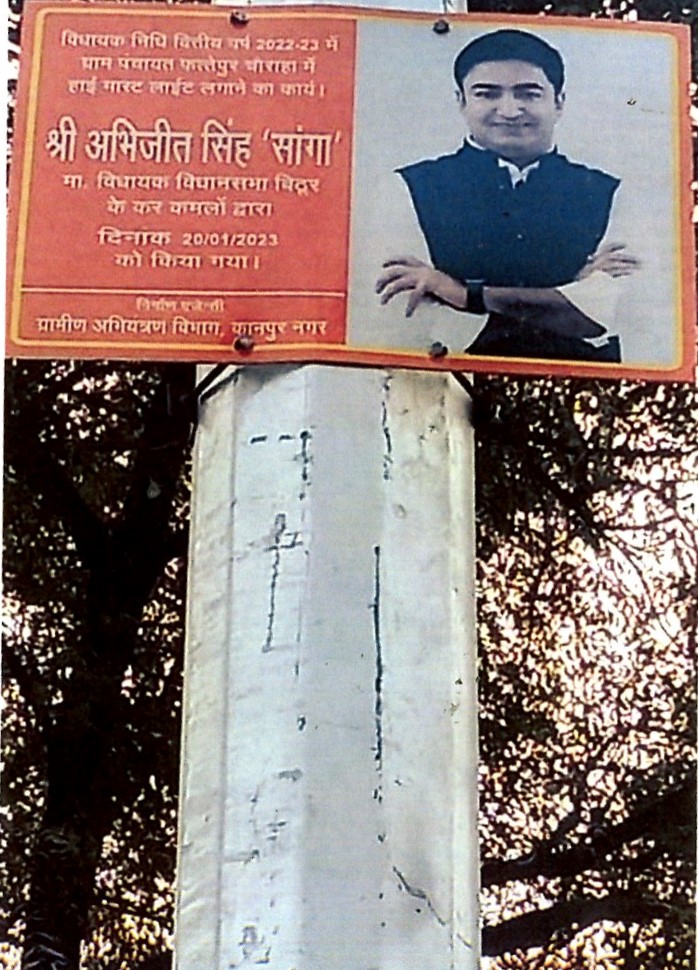 विधायक निधि वित्तीय वर्ष 2022-23 में
ग्राम पंचायत फत्तेपुर चौराहा में
हाई मास्ट लाईट लगाने का कार्य।
श्री अभिजीत सिंह 'सांगा'
मा. विधायक विधानसभा बिठूर
के कर कमलों द्वारा
दिनांक 20/01/2023
को किया गया।
निर्माण एजेन्सी
ग्रामीण अभियंत्रण विभाग, कानपुर नगर